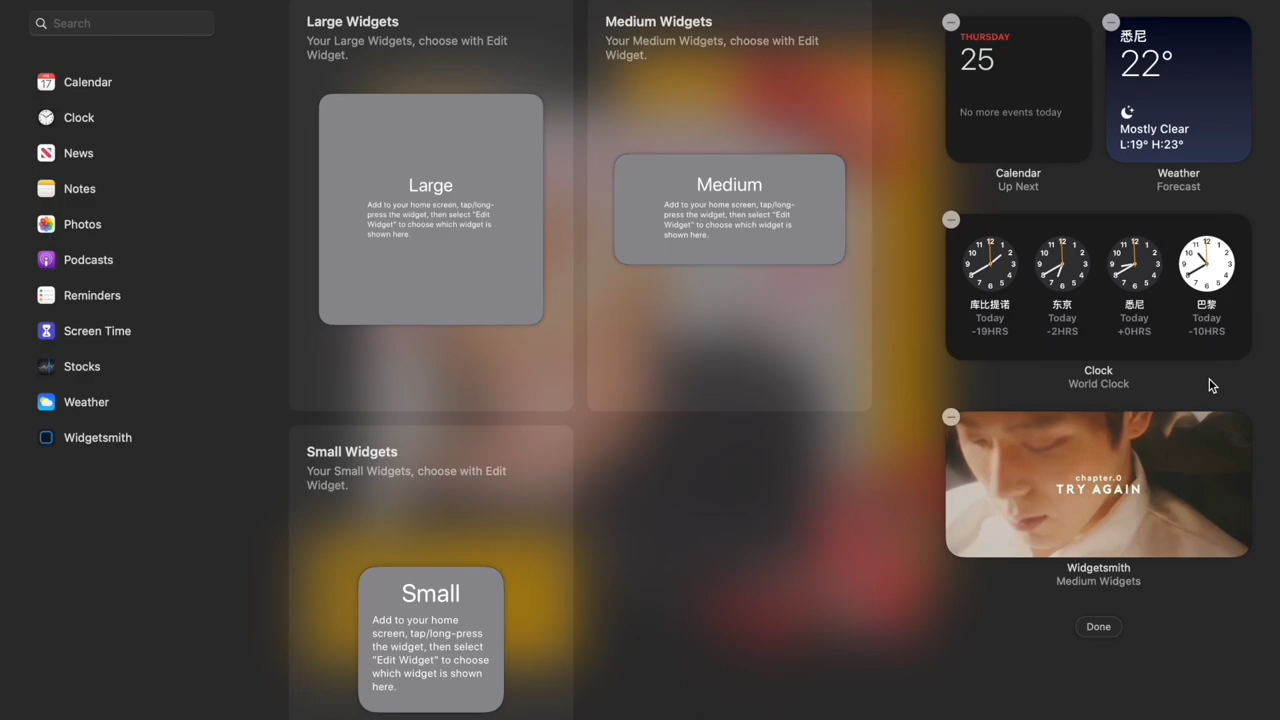 Search
Calendar
Clock
News
Notes
Photos
Podcasts
Reminders
Screen Time
Stocks
Weather
Widgetsmith
Large Widgets
Your Large Widgets, choose with Edit
Widget.
Large
Add to your home screen, tap/long-
press the widget, then select "Edit
Widget" to choose which widget is
shown here.
Medium Widgets
Your Medium Widgets, choose with Edit
Widget.
Medium
Add to your home screen, tap/long-
press the widget, then select "Edit
Widget" to choose which widget is
shown here.
Small Widgets
Your Small Widgets, choose with Edit
Widget.
Small
Add to your home
screen, tap/long-press
the widget, then select
"Edit Widget" to choose
which widget is shown
here.
THURSDAY
25
No more events today
Calendar
Up Next
悉尼
22°
Mostly Clear
L:19° H:23°
Weather
Forecast
库比提诺
Today
-19HRS
东京
Today
-2HRS
悉尼
Today
+0HRS
巴黎
Today
-10HRS
Clock
World Clock
chapter.0
TRY AGAIN
Widgetsmith
Medium Widgets
Done